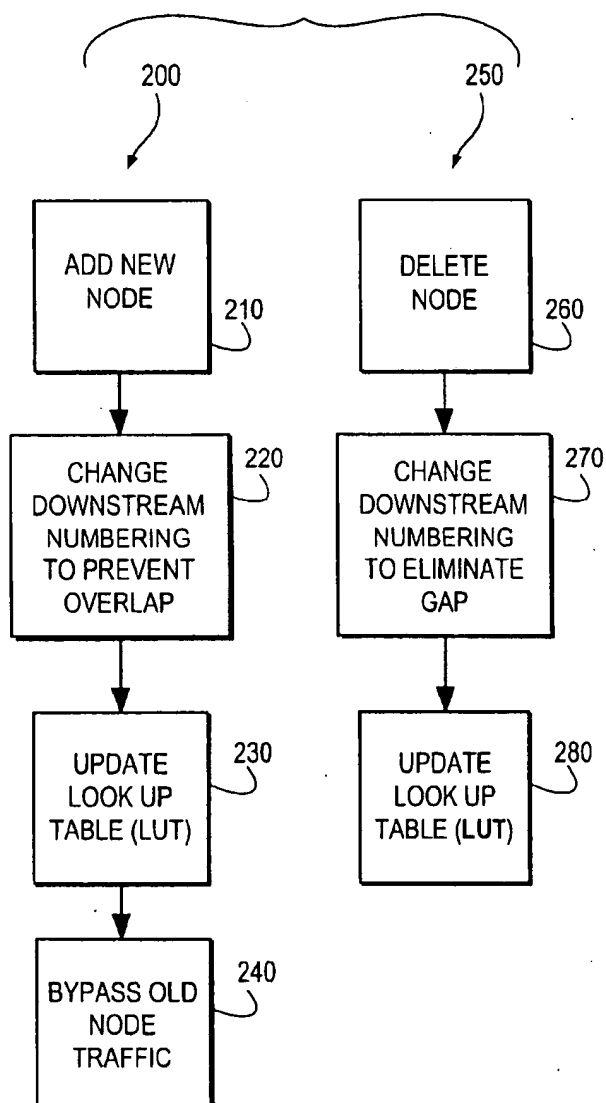 200
250
ADD NEW
NODE
210
DELETE
NODE
260
CHANGE
DOWNSTREAM
NUMBERING
TO PREVENT
OVERLAP
220
CHANGE
DOWNSTREAM
NUMBERING
TO ELIMINATE
GAP
270
UPDATE
LOOK UP
TABLE (LUT)
230
UPDATE
LOOK UP
TABLE (LUT)
280
BYPASS OLD
NODE
TRAFFIC
240